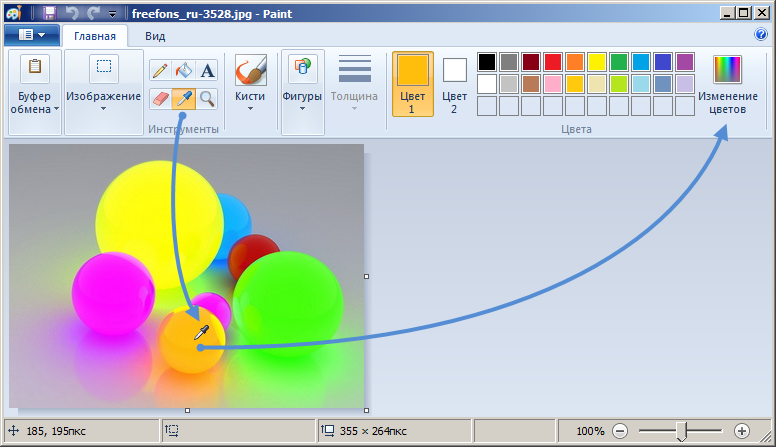 freefons_ru-3528.jpg - Paint
Главная Вид
Буфер
обмена
Изображение
Инструменты
Кисти
Фигуры
Толщина
Цвет
1
Цвет
2
Цвета
Изменение
цветов
185, 195пкс
355 × 264пкс
100%